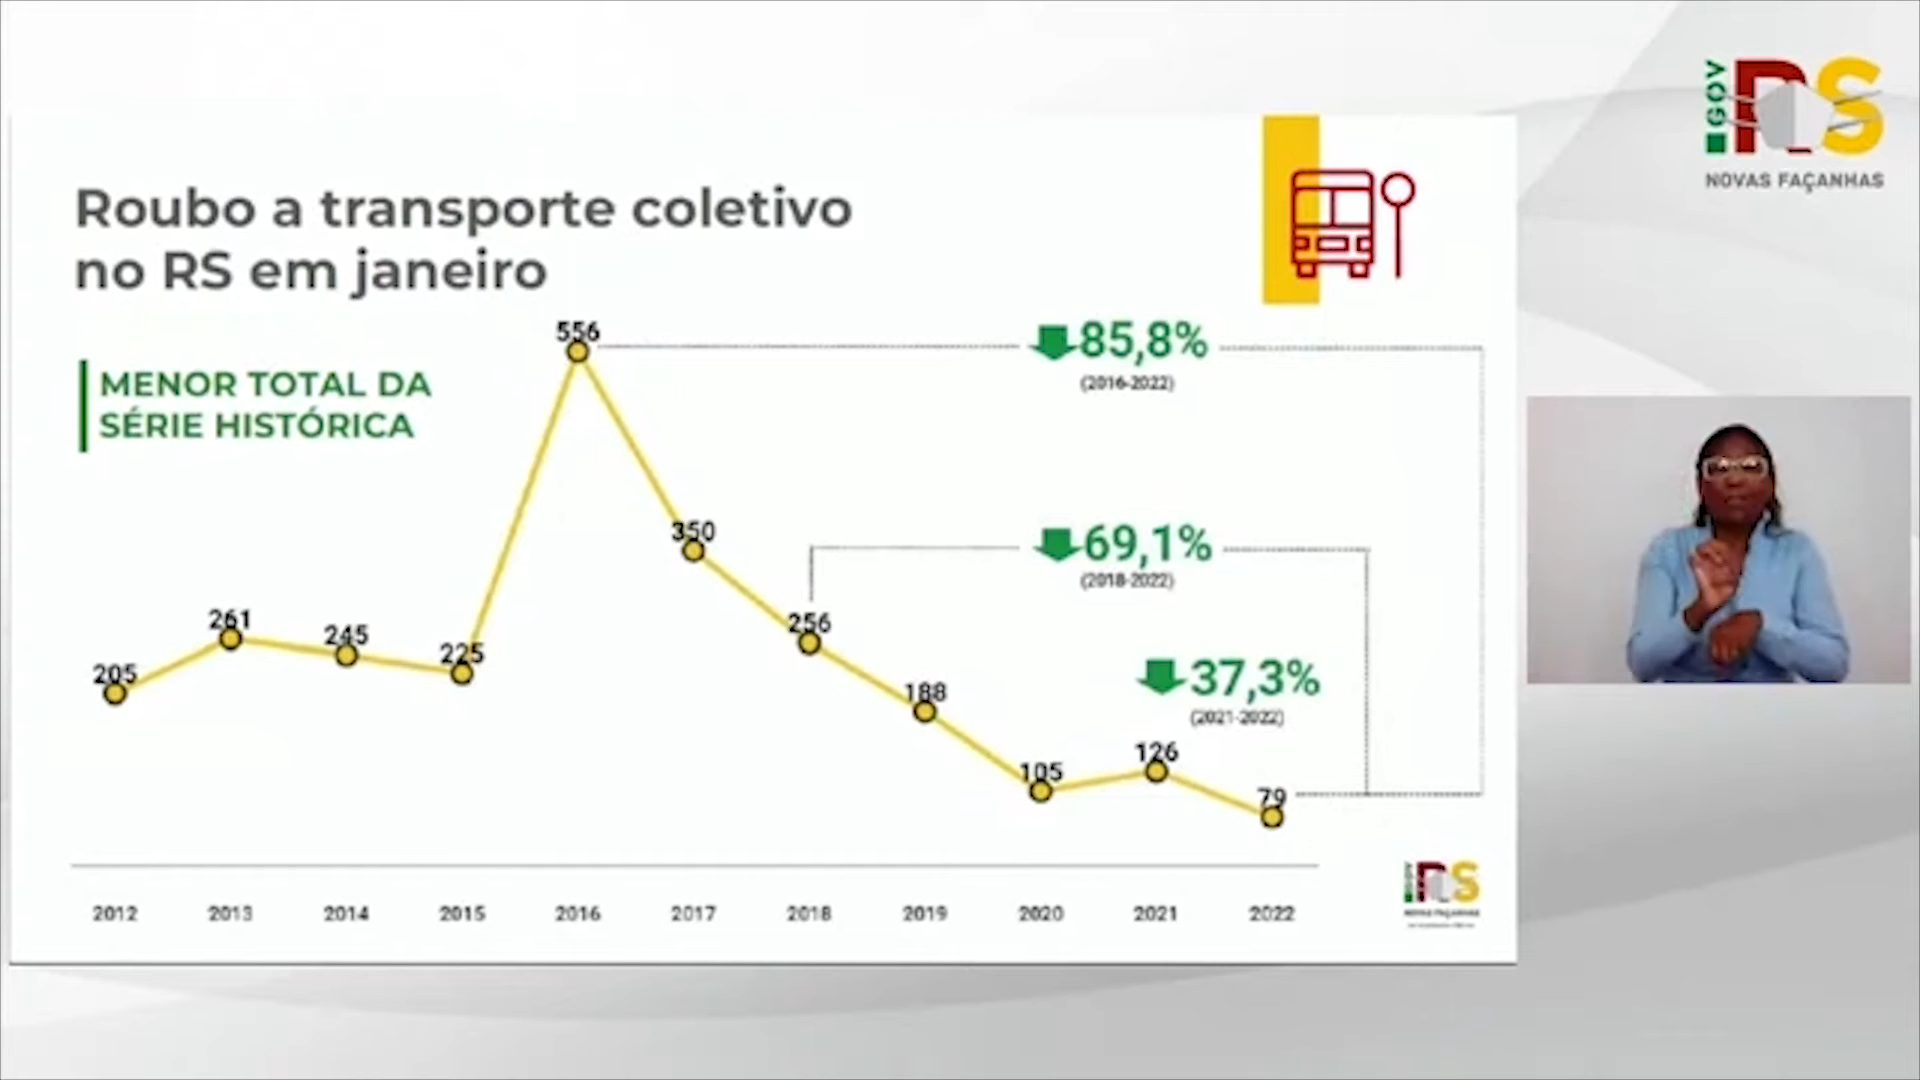 GOV
RS
NOVAS FAÇANHAS
Roubo a transporte coletivo
no RS em janeiro
MENOR TOTAL DA
SÉRIE HISTÓRICA
556
85,8%
(2016-2022)
350
69,1%
(2018-2022)
261
245
225
205
256
188
37,3%
(2021-2022)
105
126
79
2012 2013 2014 2015 2016 2017 2018 2019 2020 2021 2022
GOV
RS
NOVAS FAÇANHAS